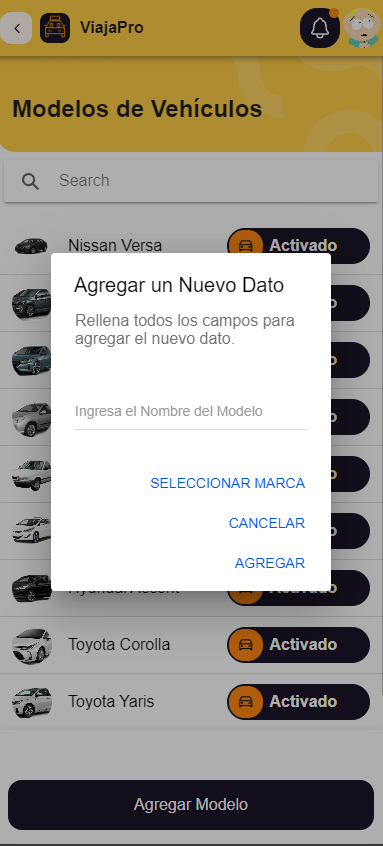 ViajaPro
Modelos de Vehículos
Search
Nissan Versa
Activado
Agregar un Nuevo Dato
Rellena todos los campos para
agregar el nuevo dato.
Ingresa el Nombre del Modelo
SELECCIONAR MARCA
CANCELAR
AGREGAR
Toyota Corolla
Activado
Toyota Yaris
Activado
Agregar Modelo